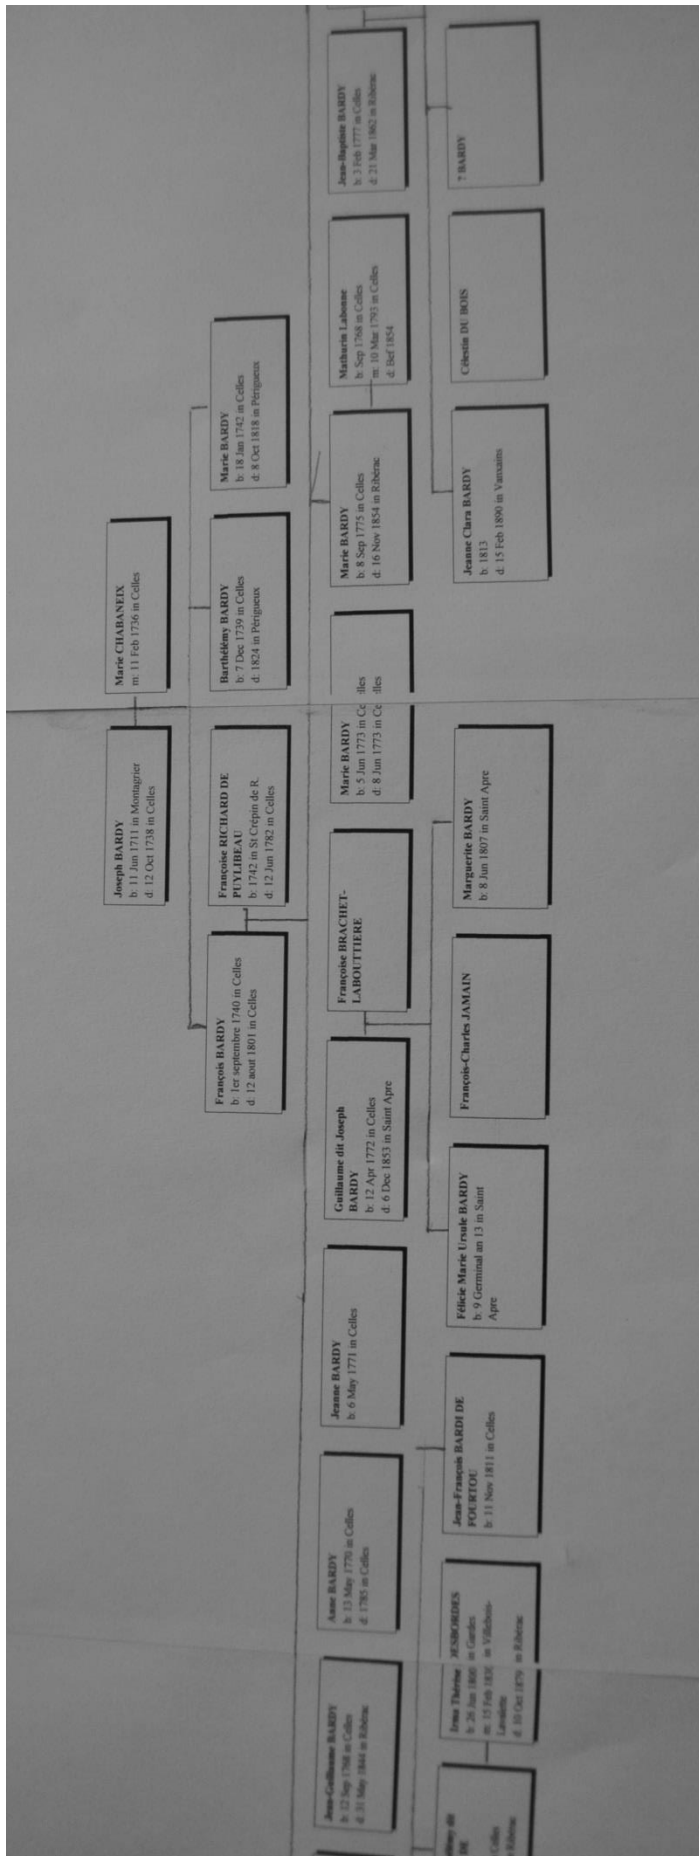 Joseph BARDY
b: 11 Jun 1711 in Montagrier
d: 12 Oct 1738 in Celles
Marie CHABANEIX
m: 11 Feb 1736 in Celles
François BARDY
b: 1er septembre 1740 in Celles
d: 12 aout 1801 in Celles
Françoise RICHARD DE
PUYLIBEAU
b: 1742 in St Crépin de R.
d: 12 Jun 1782 in Celles
Barthélémy BARDY
b: 7 Dec 1739 in Celles
d: 1824 in Périgueux
Marie BARDY
b: 18 Jan 1742 in Celles
d: 8 Oct 1818 in Périgueux
Jean-Guillaume BARDY
b: 12 Sep 1768 in Celles
d: 31 May 1844 in Ribérac
Anne BARDY
b: 13 May 1770 in Celles
d: 1785 in Celles
Jeanne BARDY
b: 6 May 1771 in Celles
Guillaume dit Joseph
BARDY
b: 12 Apr 1772 in Celles
d: 6 Dec 1853 in Saint Apre
Françoise BRACHET-
LABOUTTIERE
Marie BARDY
b: 5 Jun 1773 in Celles
d: 8 Jun 1773 in Celles
Marie BARDY
b: 8 Sep 1775 in Celles
d: 16 Nov 1854 in Ribérac
Mathurin Labonne
b: Sep 1768 in Celles
m: 10 Mar 1793 in Celles
d: Bef 1854
Jean-Baptiste BARDY
b: 3 Feb 1777 in Celles
d: 21 Mar 1862 in Ribérac
DE
Celles
Ribérac
Irma Thérèse DESBORDES
b: 26 Jun 1800 in Gardes
m: 15 Feb 1830 in Villebois-
Lavalette
d: 10 Oct 1879 in Ribérac
Jean-François BARDI DE
FOURTOU
b: 11 Nov 1811 in Celles
Félicie Marie Ursule BARDY
b: 9 Germinal an 13 in Saint
Apre
François-Charles JAMAIN
Marguerite BARDY
b: 8 Jun 1807 in Saint Apre
Jeanne Clara BARDY
b: 1813
d: 15 Feb 1890 in Vanxains
Célestin DU BOIS
? BARDY